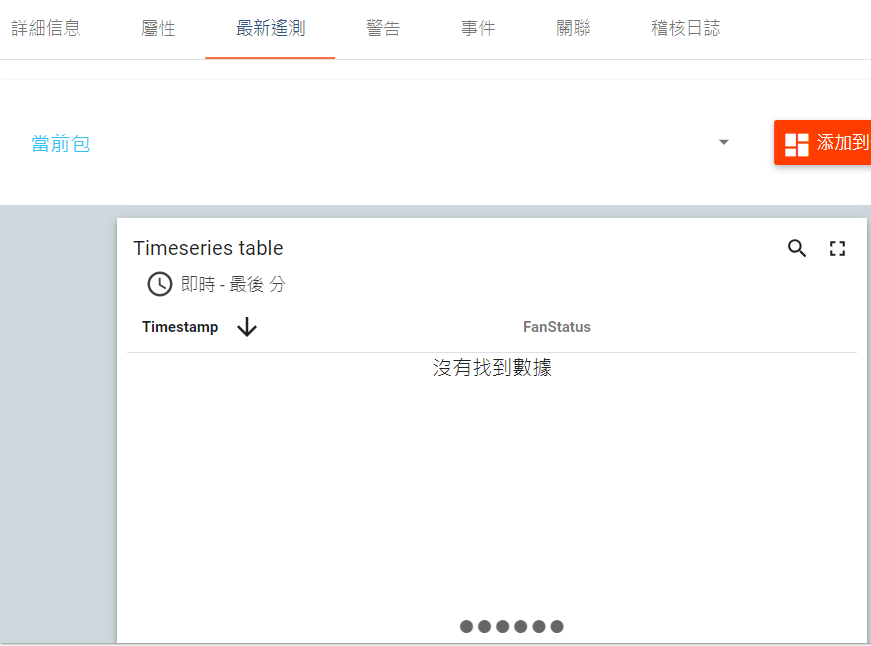 詳細信息 屬性 最新遙測 警告 事件 關聯 稽核日誌
當前包
添加到
Timeseries table
即時 - 最後 分
Timestamp FanStatus
沒有找到數據